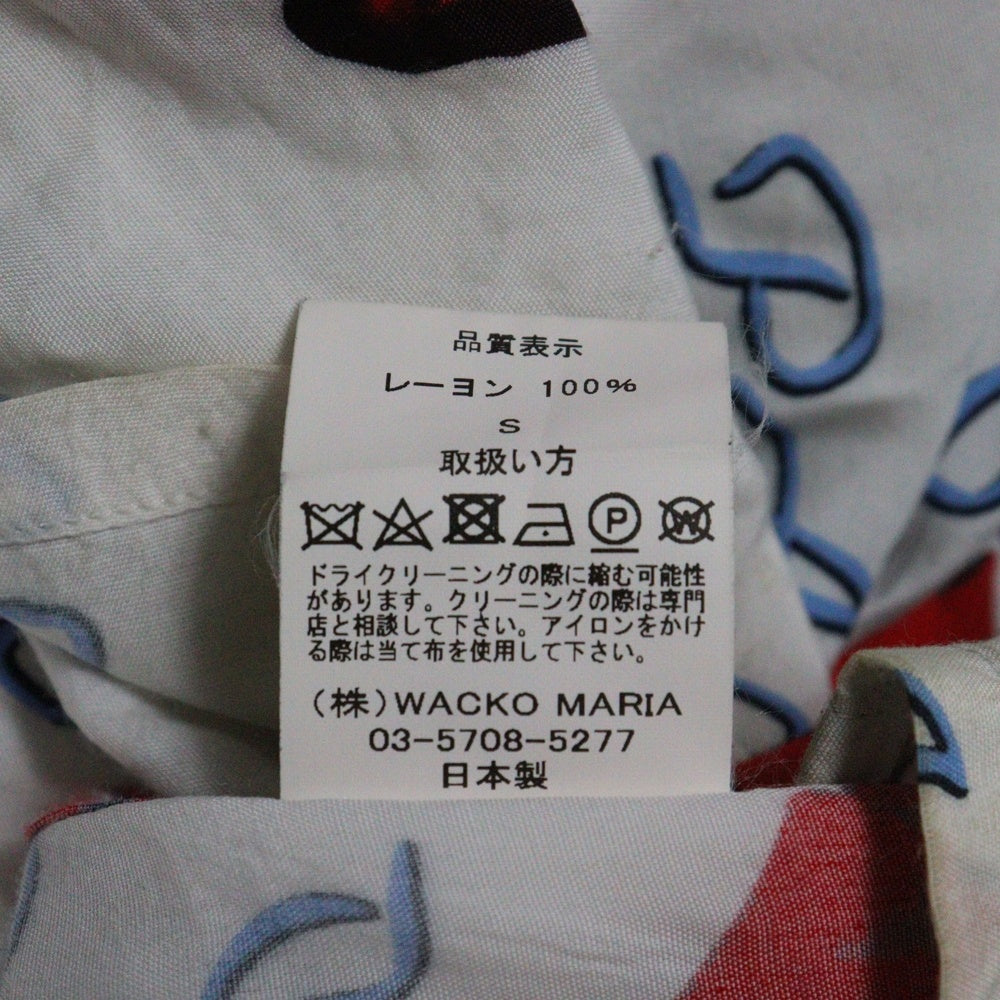 品質表示
レーヨン 100%
S
取扱い方
P W
ドライクリーニングの際に縮む可能性
があります。クリーニングの際は専門
店と相談して下さい。アイロンをかけ
る際は当て布を使用して下さい。
(株)WACKO MARIA
03-5708-5277
日本製